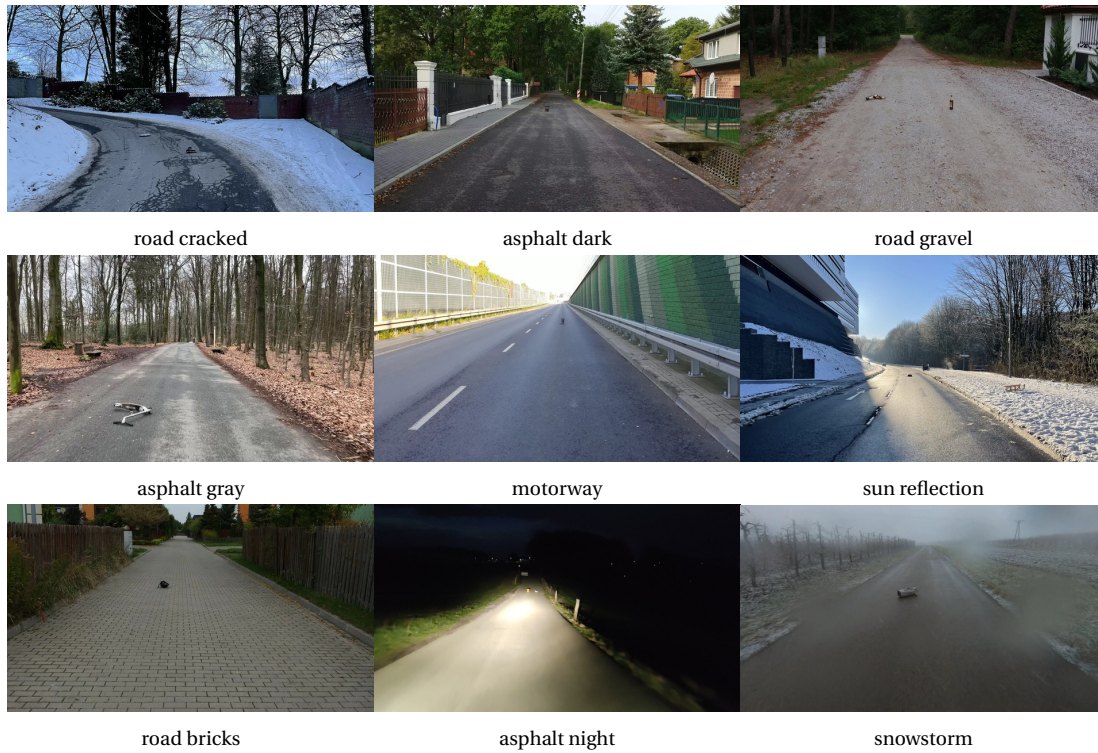 road cracked
asphalt dark
road gravel
asphalt gray
motorway
sun reflection
road bricks
asphalt night
snowstorm